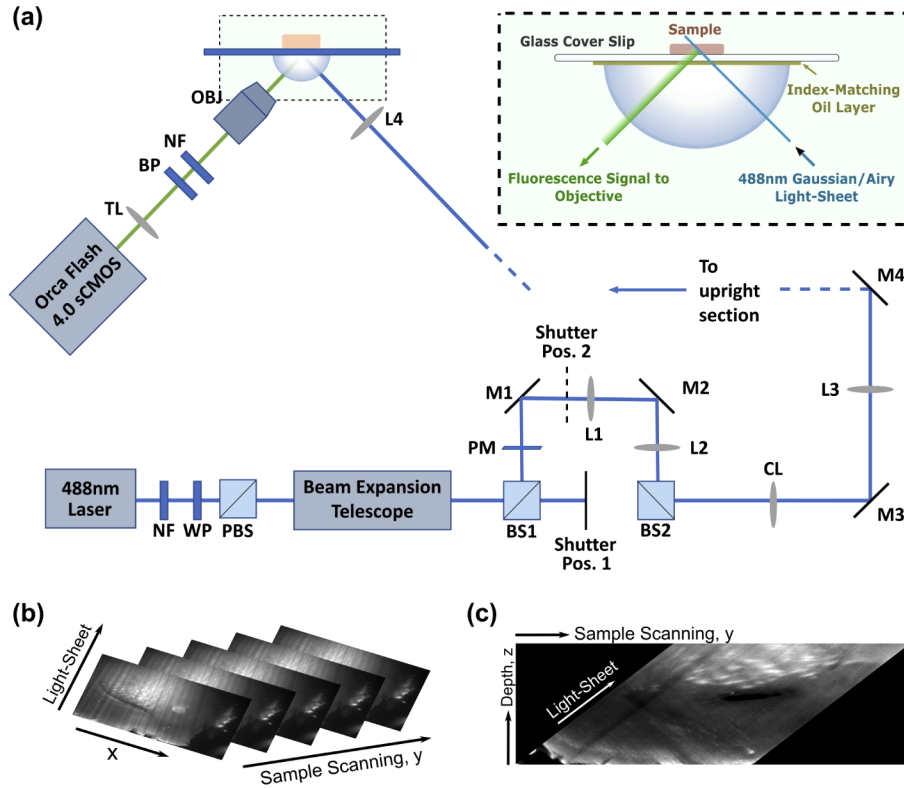 (a)
Sample
Glass Cover Slip
Index-Matching
Oil Layer
Fluorescence Signal to
Objective
488nm Gaussian/Airy
Light-Sheet
OBJ
L4
NF
BP
TL
Orca Flash
4.0 sCMOS
To
upright
section
M4
Shutter
Pos. 2
M1
M2
L3
L1
PM
L2
CL
488nm
Laser
Beam Expansion
Telescope
NF
WP
PBS
BS1
BS2
M3
Shutter
Pos. 1
(b)
Light-Sheet
X
Sample Scanning, y
(c)
Sample Scanning, y
Depth, z
Light-Sheet